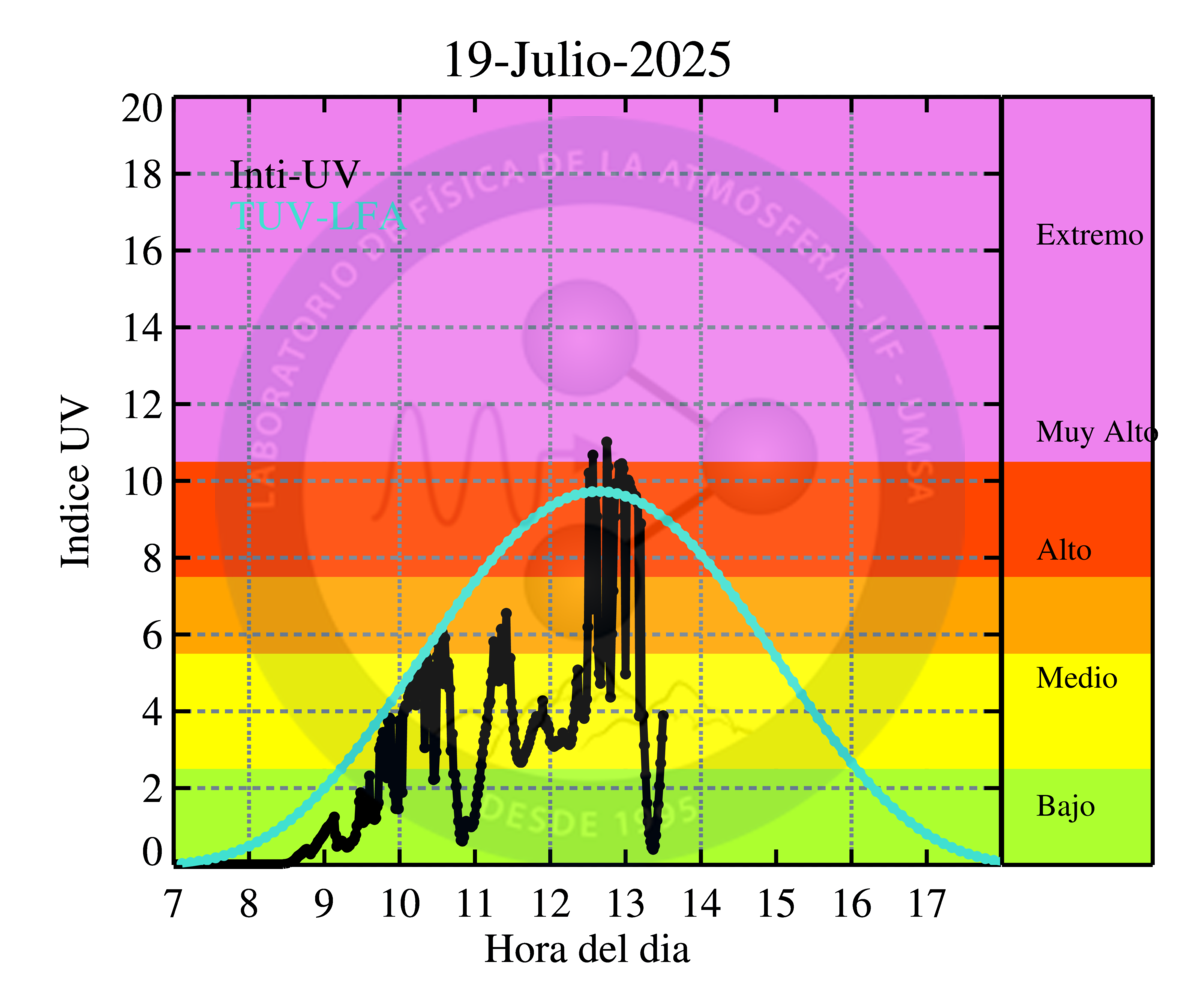 19-Julio-2025
20
18
16
14
12
10
8
6
4
2
0
Indice UV
Inti-UV
TUV-LFA
LABORATORIO DE FÍSICA DE LA ATMÓSFERA - IIF - UMSA
DESDE 1995
Extremo
Muy Alto
Alto
Medio
Bajo
7 8 9 10 11 12 13 14 15 16 17
Hora del dia